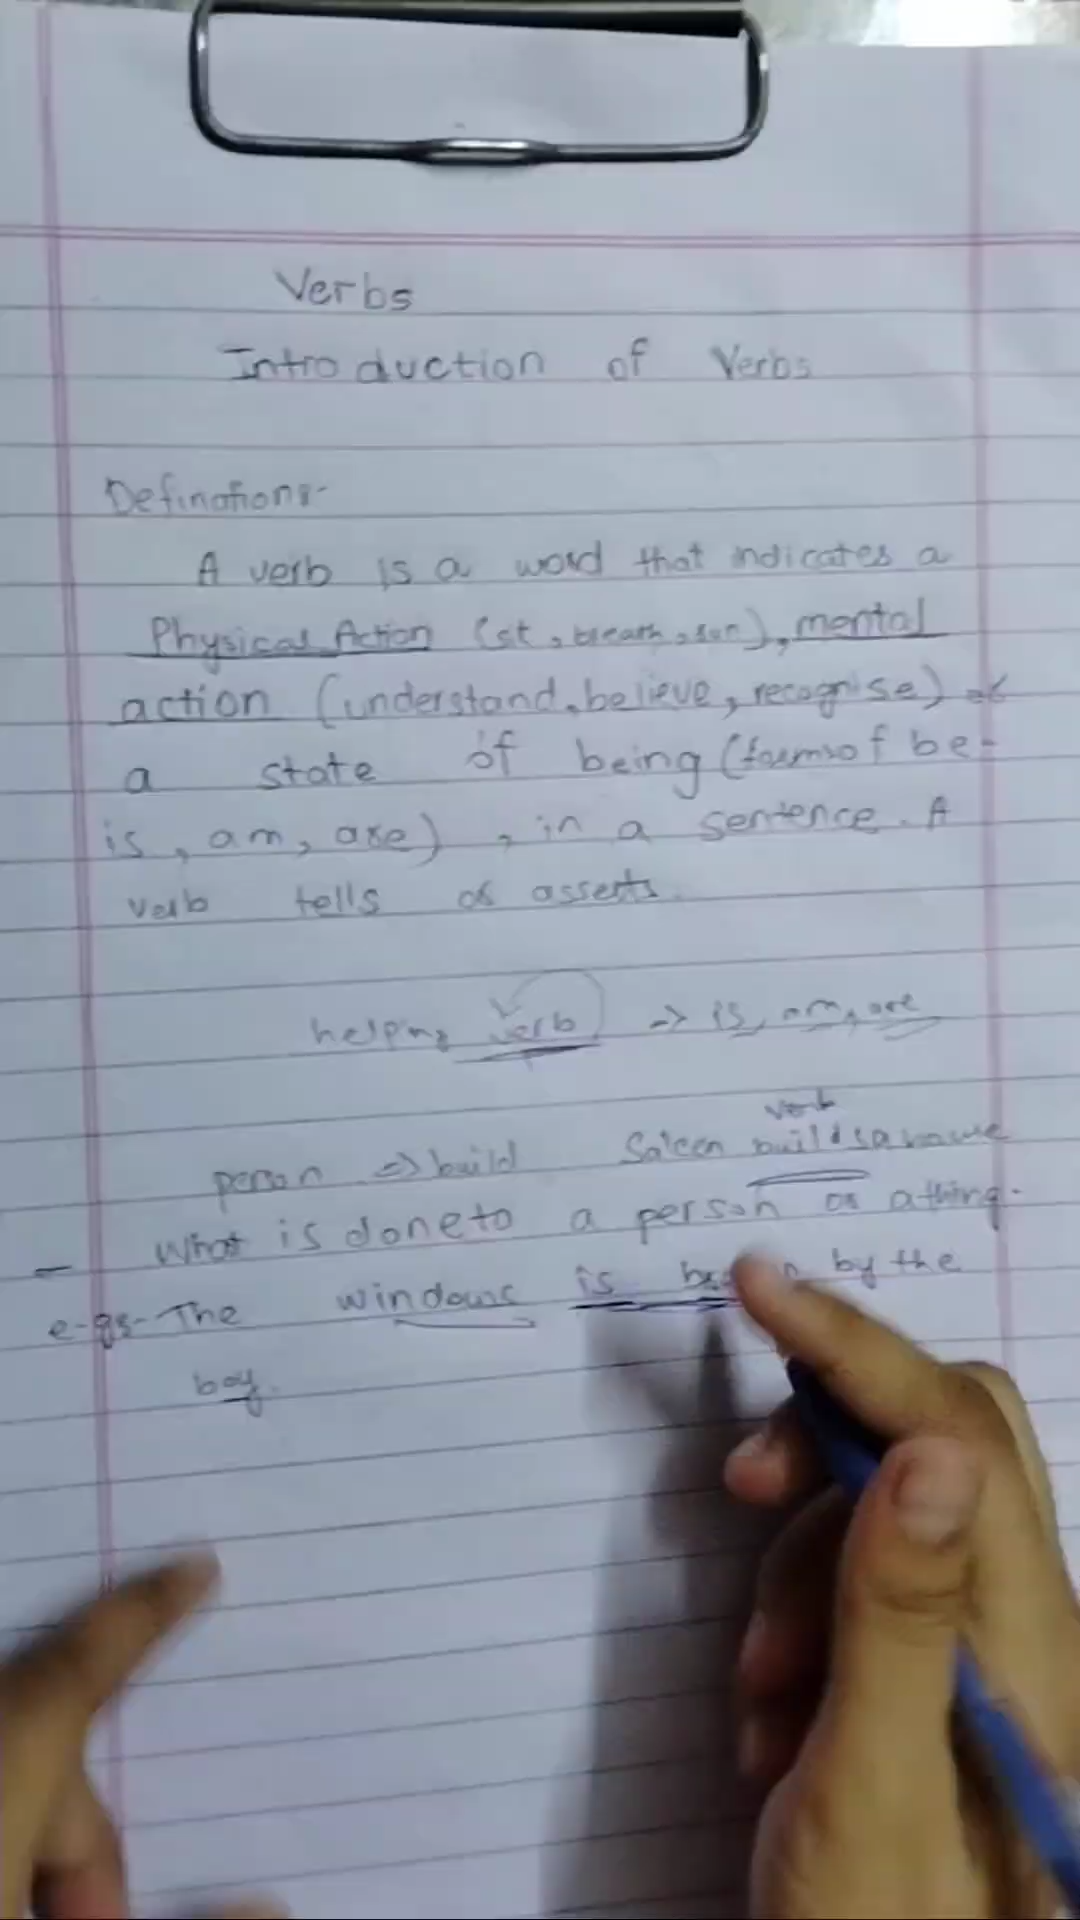 Verbs
Introduction of Verbs
Definations-
A verb is a word that indicates a
Physical Action (sit, breath, run), mental
action (understand, believe, recognise) or
a state of being (forms of be-
is, am, are), in a sentence. A
verb tells or asserts.
helping verb -> is, am, are
verb
person => build Saleen builds a house
- What is done to a person or a thing.
e-gs- The windows is by the
boy.